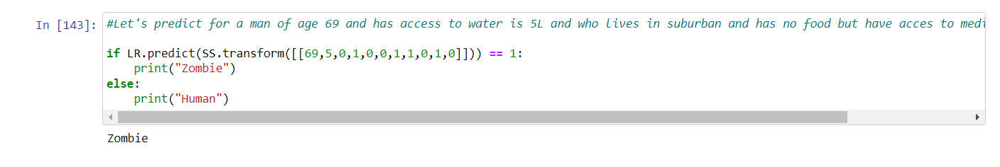 In [143]: #Let's predict for a man of age 69 and has access to water is 5L and who lives in suburban and has no food but have acces to medi
if LR.predict(SS.transform([[69,5,0,1,0,0,1,1,0,1,0]])) == 1:
    print("Zombie")
else:
    print("Human")
Zombie